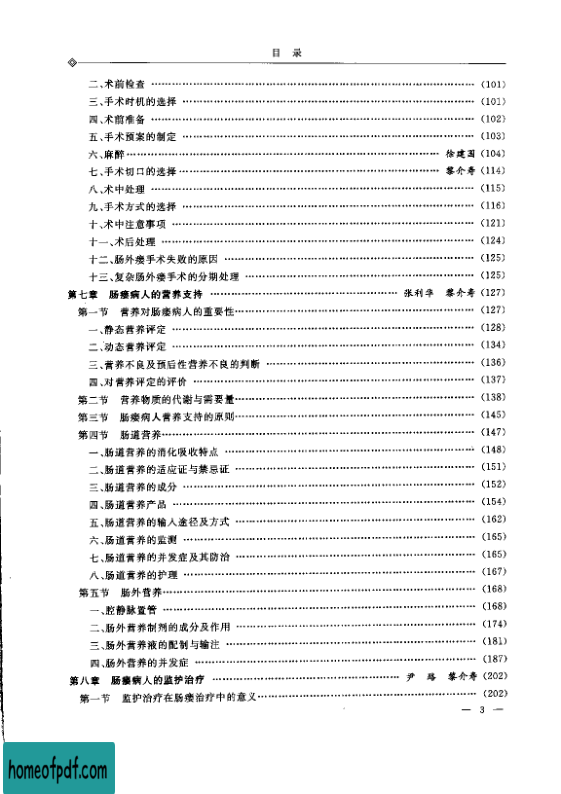 目 录
二、术前检查 …… (101)
三、手术时机的选择 …… (101)
四、术前准备 …… (102)
五、手术预案的制定 …… (103)
六、麻醉 …… 徐建国 (104)
七、手术切口的选择 …… 黎介寿 (114)
八、术中处理 …… (115)
九、手术方式的选择 …… (116)
十、术中注意事项 …… (121)
十一、术后处理 …… (124)
十二、肠外瘘手术失败的原因 …… (125)
十三、复杂肠外瘘手术的分期处理 …… (125)
第七章 肠瘘病人的营养支持 …… 张利华 黎介寿 (127)
第一节 营养对肠瘘病人的重要性 …… (127)
一、静态营养评定 …… (128)
二、动态营养评定 …… (134)
三、营养不良及预后性营养不良的判断 …… (136)
四、对营养评定的评价 …… (137)
第二节 营养物质的代谢与需要量 …… (138)
第三节 肠瘘病人营养支持的原则 …… (145)
第四节 肠道营养 …… (147)
一、肠道营养的消化吸收特点 …… (148)
二、肠道营养的适应证与禁忌证 …… (151)
三、肠道营养的成分 …… (152)
四、肠道营养产品 …… (154)
五、肠道营养的输入途径及方式 …… (162)
六、肠道营养的监测 …… (165)
七、肠道营养的并发症及其防治 …… (165)
八、肠道营养的护理 …… (167)
第五节 肠外营养 …… (168)
一、腔静脉置管 …… (168)
二、肠外营养制剂的成分及作用 …… (174)
三、肠外营养液的配制与输注 …… (181)
四、肠外营养的并发症 …… (187)
第八章 肠瘘病人的监护治疗 …… 尹 路 黎介寿 (202)
第一节 监护治疗在肠瘘治疗中的意义 …… (202)
— 3 —
homeofpdf.com